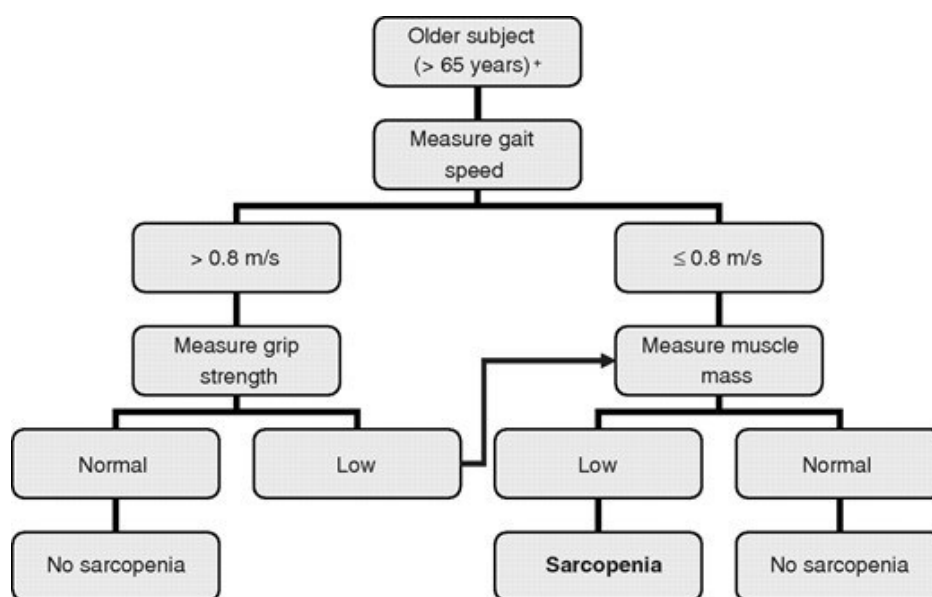 Older subject
(> 65 years)⁺
Measure gait
speed
> 0.8 m/s
≤ 0.8 m/s
Measure grip
strength
Measure muscle
mass
Normal
Low
Low
Normal
No sarcopenia
Sarcopenia
No sarcopenia